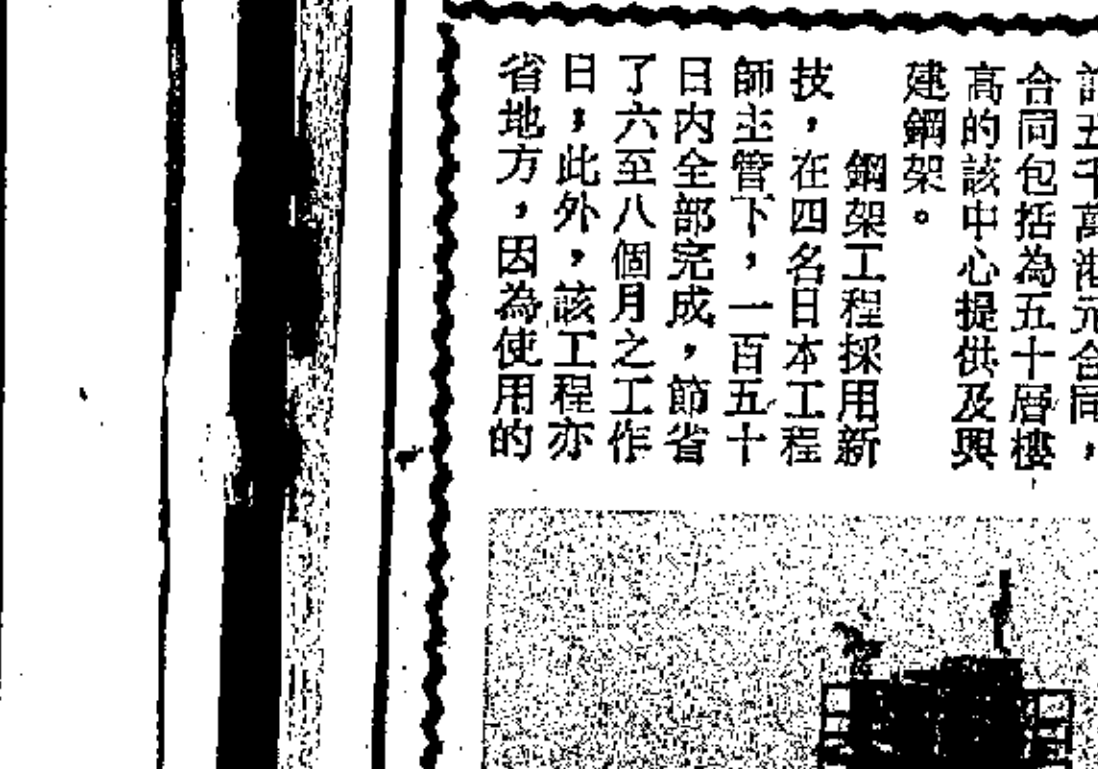 五千萬港元合同，
合同包括為五十層樓
高的該中心提供及興
建鋼架。
鋼架工程採用新
技，在四名日本工程
師主管下，一百五十
日内全部完成，節省
了六至八個月之工作
日，此外，該工程亦
省地方，因為使用的